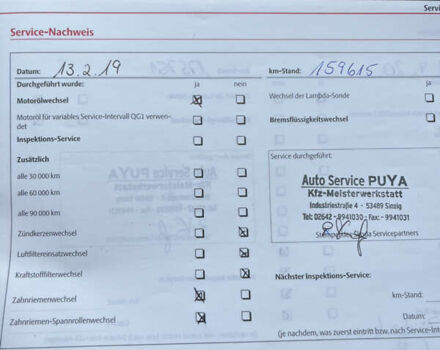 Servi
Service-Nachweis
Datum: 13.2.19 km-Stand: 159615
Durchgeführt wurde: ja nein ja
Motorölwechsel Wechsel der Lambda-Sonde
Motoröl für variables Service-Intervall QG1 verwen-
det Bremsflüssigkeitswechsel
Inspektions-Service
Zusätzlich Service durchgeführt:
alle 30 000 km Auto Service PUYA
alle 60 000 km Kfz-Meisterwerkstatt
Industriestraße 4 - 53489 Sinzig
alle 90 000 km Tel: 02642 - 9941030 - Fax: - 9941031
Zündkerzenwechsel Servicepartners
Luftfiltereinsatzwechsel
Kraftstofffilterwechsel Nächster Inspektions-Service:
Zahnriemenwechsel km-Stand:
Zahnriemen-Spannrollenwechsel Datum:
(je nachdem, was zuerst eintritt bzw. nach Service-Int